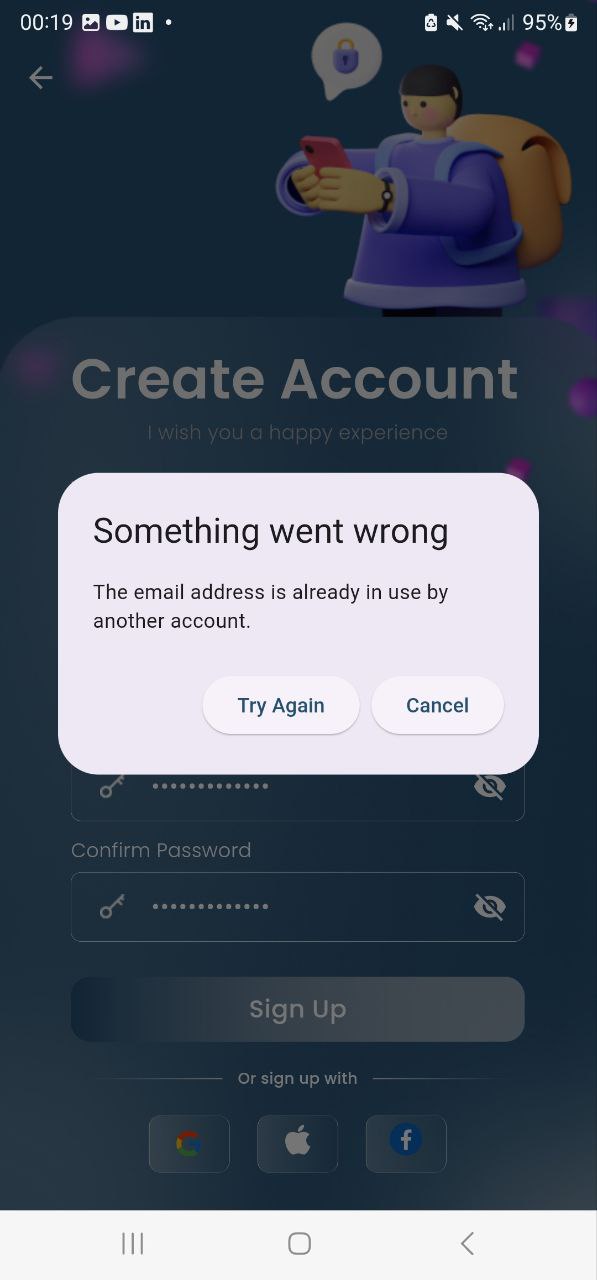 00:19
95%
Create Account
I wish you a happy experience
Something went wrong
The email address is already in use by
another account.
Try Again
Cancel
Confirm Password
Sign Up
Or sign up with